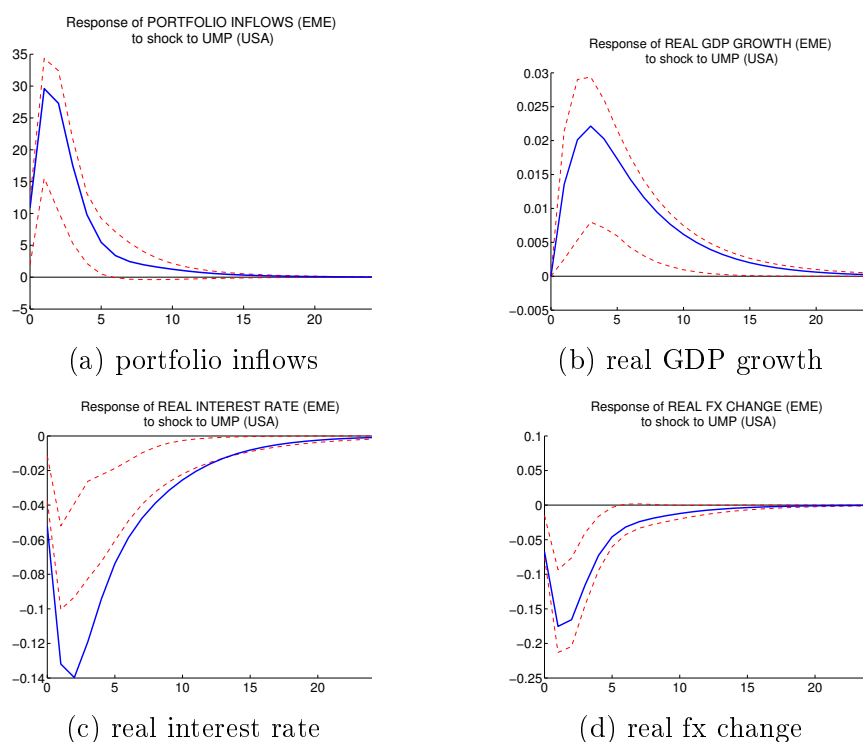 Response of PORTFOLIO INFLOWS (EME)
to shock to UMP (USA)
35
30
25
20
15
10
5
0
−5
0 5 10 15 20
(a) portfolio inflows
Response of REAL GDP GROWTH (EME)
to shock to UMP (USA)
0.03
0.025
0.02
0.015
0.01
0.005
0
−0.005
0 5 10 15 20
(b) real GDP growth
Response of REAL INTEREST RATE (EME)
to shock to UMP (USA)
0
−0.02
−0.04
−0.06
−0.08
−0.1
−0.12
−0.14
0 5 10 15 20
(c) real interest rate
Response of REAL FX CHANGE (EME)
to shock to UMP (USA)
0.1
0.05
0
−0.05
−0.1
−0.15
−0.2
−0.25
0 5 10 15 20
(d) real fx change